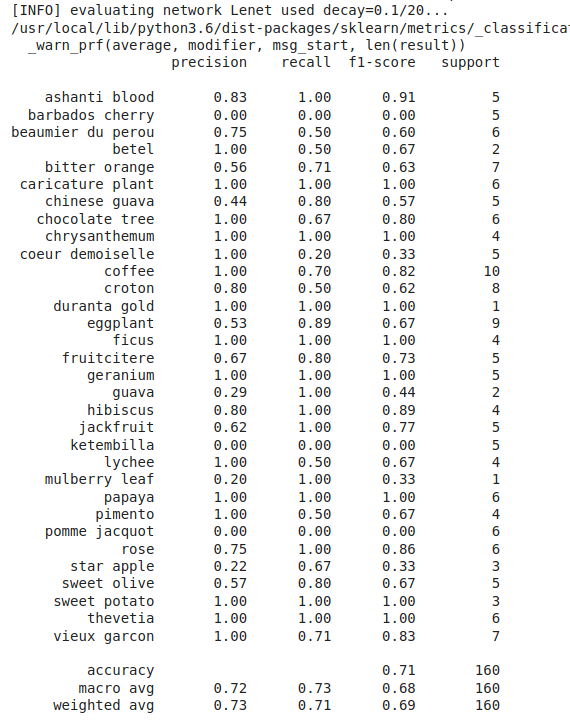 [INFO] evaluating network Lenet used decay=0.1/20...
/usr/local/lib/python3.6/dist-packages/sklearn/metrics/_classificat
_warn_prf(average, modifier, msg_start, len(result))
precision recall f1-score support
ashanti blood 0.83 1.00 0.91 5
barbados cherry 0.00 0.00 0.00 5
beaumier du perou 0.75 0.50 0.60 6
betel 1.00 0.50 0.67 2
bitter orange 0.56 0.71 0.63 7
caricature plant 1.00 1.00 1.00 6
chinese guava 0.44 0.80 0.57 5
chocolate tree 1.00 0.67 0.80 6
chrysanthemum 1.00 1.00 1.00 4
coeur demoiselle 1.00 0.20 0.33 5
coffee 1.00 0.70 0.82 10
croton 0.80 0.50 0.62 8
duranta gold 1.00 1.00 1.00 1
eggplant 0.53 0.89 0.67 9
ficus 1.00 1.00 1.00 4
fruitcitere 0.67 0.80 0.73 5
geranium 1.00 1.00 1.00 5
guava 0.29 1.00 0.44 2
hibiscus 0.80 1.00 0.89 4
jackfruit 0.62 1.00 0.77 5
ketembilla 0.00 0.00 0.00 5
lychee 1.00 0.50 0.67 4
mulberry leaf 0.20 1.00 0.33 1
papaya 1.00 1.00 1.00 6
pimento 1.00 0.50 0.67 4
pomme jacquot 0.00 0.00 0.00 6
rose 0.75 1.00 0.86 6
star apple 0.22 0.67 0.33 3
sweet olive 0.57 0.80 0.67 5
sweet potato 1.00 1.00 1.00 3
thevetia 1.00 1.00 1.00 6
vieux garcon 1.00 0.71 0.83 7
accuracy 0.71 160
macro avg 0.72 0.73 0.68 160
weighted avg 0.73 0.71 0.69 160